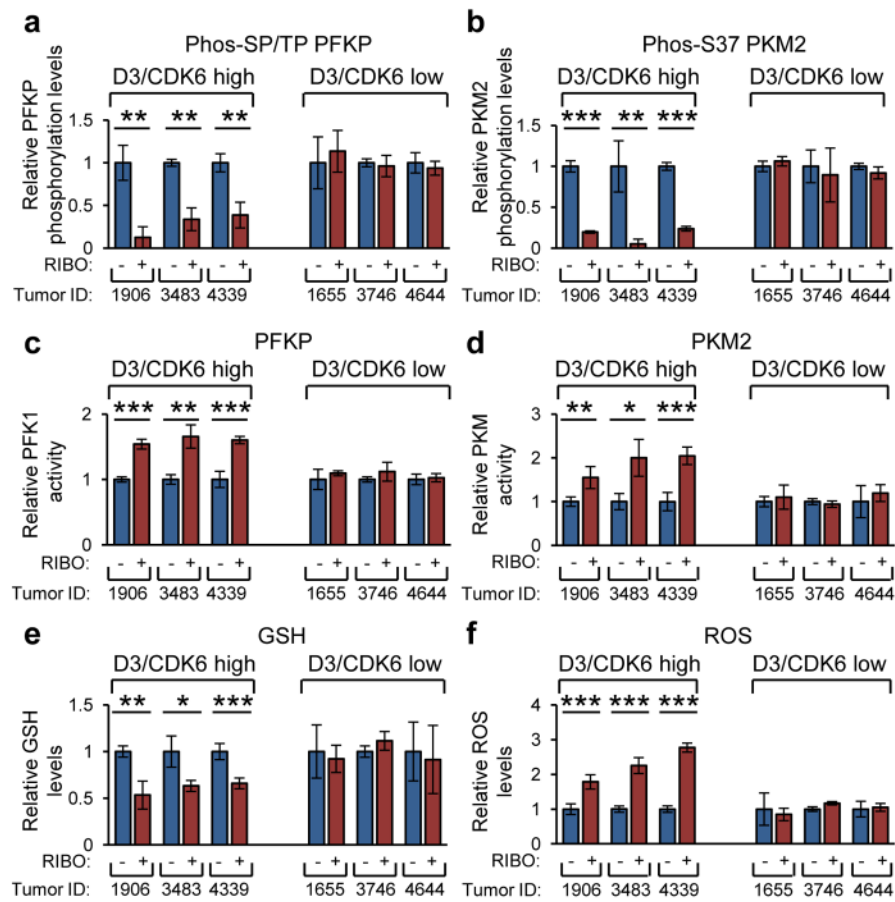 a
Phos-SP/TP PFKP
D3/CDK6 high
D3/CDK6 low
Relative PFKP
phosphorylation levels
1.5
1
0.5
0
** ** **
RIBO: - + - + - + - + - + - +
Tumor ID: 1906 3483 4339 1655 3746 4644
b
Phos-S37 PKM2
D3/CDK6 high
D3/CDK6 low
Relative PKM2
phosphorylation levels
1.5
1
0.5
0
*** ** ***
RIBO: - + - + - + - + - + - +
Tumor ID: 1906 3483 4339 1655 3746 4644
c
PFKP
D3/CDK6 high
D3/CDK6 low
Relative PFK1
activity
2
1
0
*** ** ***
RIBO: - + - + - + - + - + - +
Tumor ID: 1906 3483 4339 1655 3746 4644
d
PKM2
D3/CDK6 high
D3/CDK6 low
Relative PKM
activity
3
2
1
0
** * ***
RIBO: - + - + - + - + - + - +
Tumor ID: 1906 3483 4339 1655 3746 4644
e
GSH
D3/CDK6 high
D3/CDK6 low
Relative GSH
levels
1.5
1
0.5
0
** * ***
RIBO: - + - + - + - + - + - +
Tumor ID: 1906 3483 4339 1655 3746 4644
f
ROS
D3/CDK6 high
D3/CDK6 low
Relative ROS
levels
4
3
2
1
0
*** *** ***
RIBO: - + - + - + - + - + - +
Tumor ID: 1906 3483 4339 1655 3746 4644